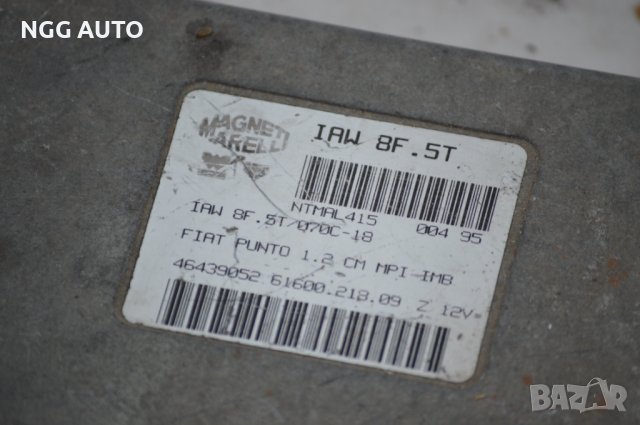 NGG AUTO
MAGNETI
MARELLI
IAW 8F.5T
NTMAL415 004 95
IAW 8F.5T/070C-18
FIAT PUNTO 1.2 CM MPI IMB
46439052 61600.218.09 Z 12V=
BAZAR